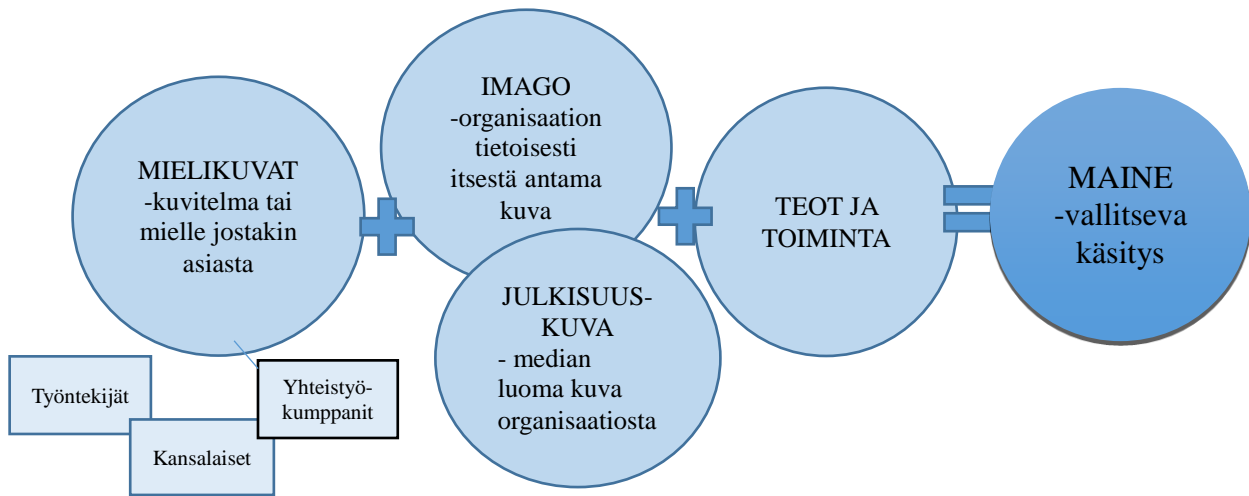 MIELIKUVAT
-kuvitelma tai
mielle jostakin
asiasta
IMAGO
-organisaation
tietoisesti
itsestä antama
kuva
JULKISUUS-
KUVA
- median
luoma kuva
organisaatiosta
TEOT JA
TOIMINTA
MAINE
-vallitseva
käsitys
Työntekijät
Kansalaiset
Yhteistyö-
kumppanit